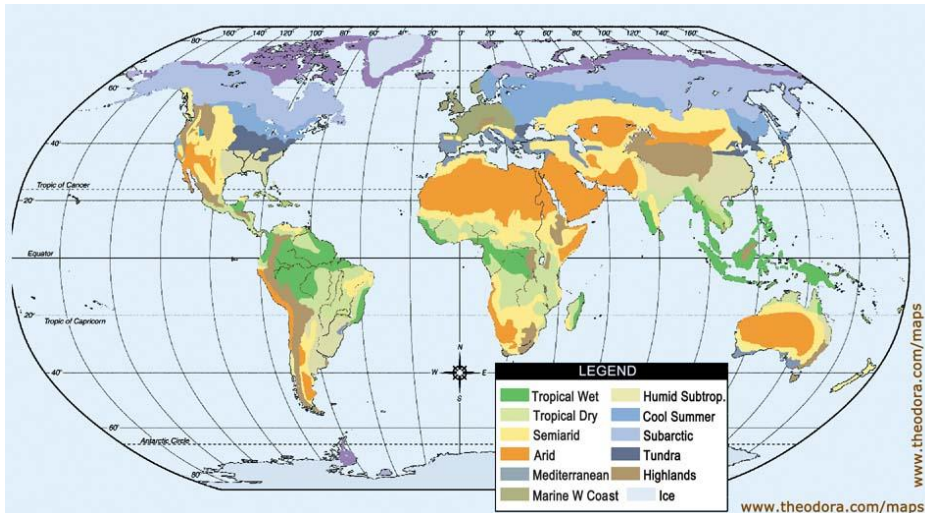 160° 140° 120° 100° 80° 60° 40° 20° 0° 20° 40° 60° 80° 100° 120° 140° 160°
80°
60°
40°
Tropic of Cancer
20°
Equator
20°
Tropic of Capricorn
40°
60°
Antarctic Circle
80°
N
W E
S
LEGEND
Tropical Wet
Tropical Dry
Semiarid
Arid
Mediterranean
Marine W Coast
Humid Subtrop.
Cool Summer
Subarctic
Tundra
Highlands
Ice
www.theodora.com/maps
www.theodora.com/maps